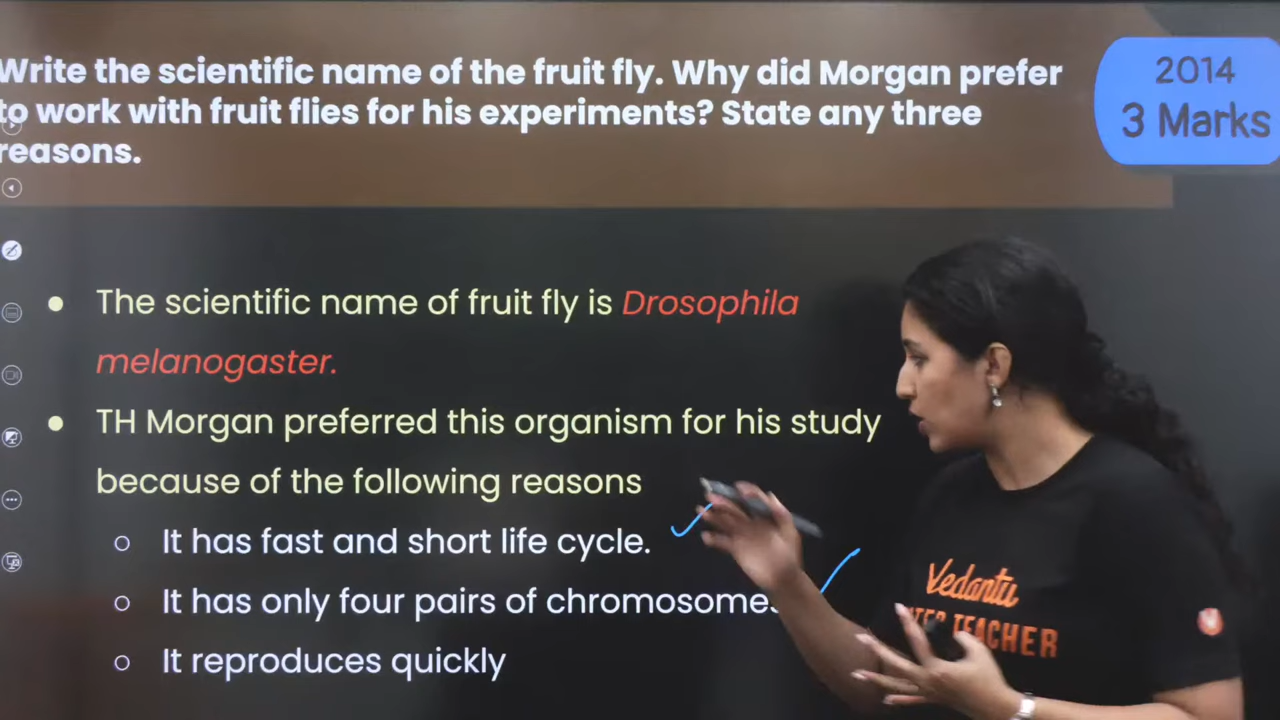 Write the scientific name of the fruit fly. Why did Morgan prefer
to work with fruit flies for his experiments? State any three
reasons.
2014
3 Marks
The scientific name of fruit fly is Drosophila
melanogaster.
TH Morgan preferred this organism for his study
because of the following reasons
It has fast and short life cycle.
It has only four pairs of chromosomes
It reproduces quickly
Vedantu
TEACHER